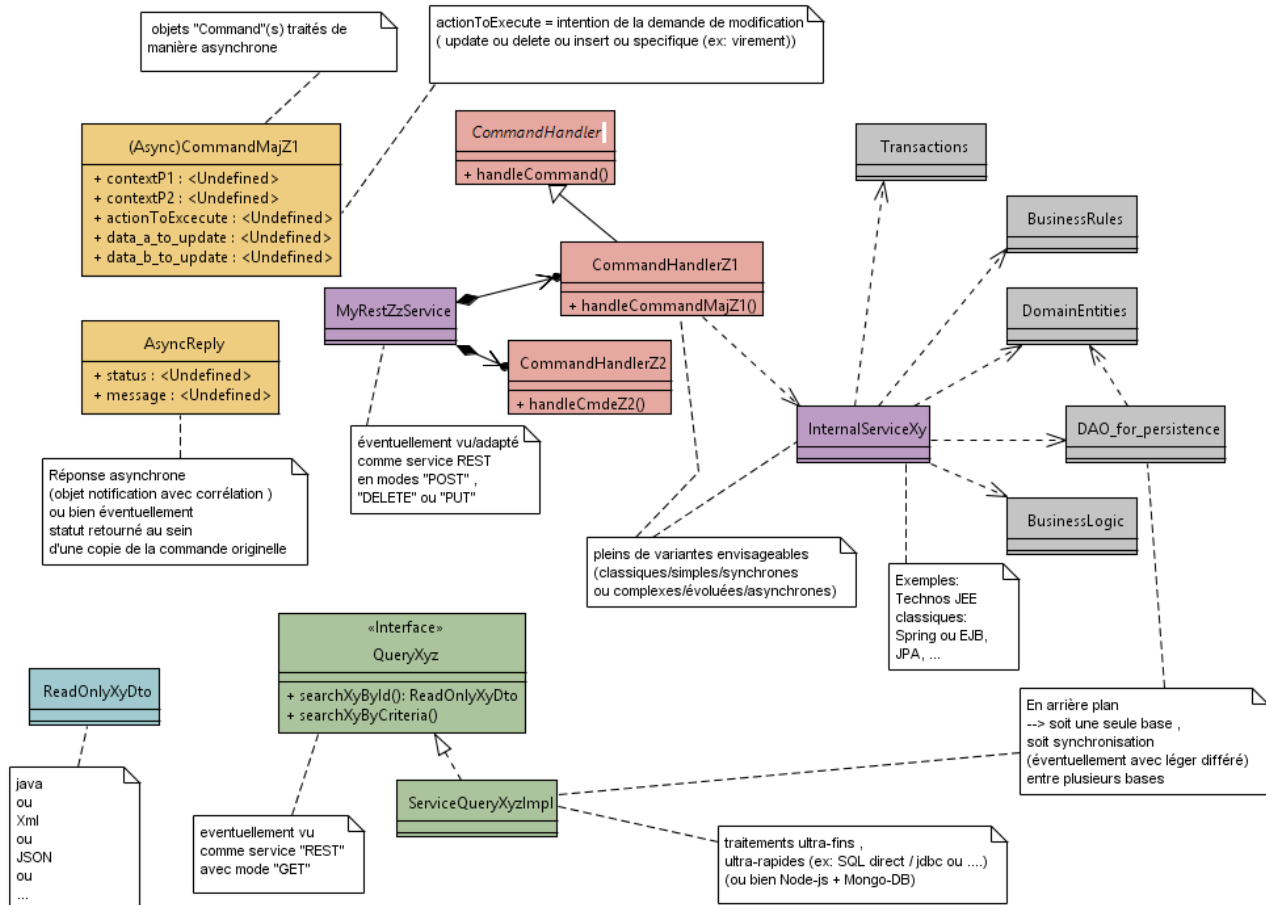 objets "Command"(s) traités de
manière asynchrone
actionToExecute = intention de la demande de modification
( update ou delete ou insert ou specifique (ex: virement))
(Async)CommandMajZ1
+ contextP1 : <Undefined>
+ contextP2 : <Undefined>
+ actionToExcecute : <Undefined>
+ data_a_to_update : <Undefined>
+ data_b_to_update : <Undefined>
CommandHandler
+ handleCommand()
Transactions
BusinessRules
CommandHandlerZ1
+ handleCommandMajZ1()
MyRestZzService
DomainEntities
AsyncReply
+ status : <Undefined>
+ message : <Undefined>
CommandHandlerZ2
+ handleCmdeZ2()
InternalServiceXy
DAO_for_persistence
éventuellement vu/adapté
comme service REST
en modes "POST" ,
"DELETE" ou "PUT"
Réponse asynchrone
(objet notification avec corrélation )
ou bien éventuellement
statut retourné au sein
d'une copie de la commande originelle
BusinessLogic
pleins de variantes envisageables
(classiques/simples/synchrones
ou complexes/évoluées/asynchrones)
Exemples:
Technos JEE
classiques:
Spring ou EJB,
JPA, ...
«Interface»
QueryXyz
+ searchXyById(): ReadOnlyXyDto
+ searchXyByCriteria()
ReadOnlyXyDto
En arrière plan
--> soit une seule base ,
soit synchronisation
(éventuellement avec léger différé)
entre plusieurs bases
java
ou
Xml
ou
JSON
ou
...
ServiceQueryXyzImpl
eventuellement vu
comme service "REST"
avec mode "GET"
traitements ultra-fins ,
ultra-rapides (ex: SQL direct / jdbc ou ....)
(ou bien Node-js + Mongo-DB)